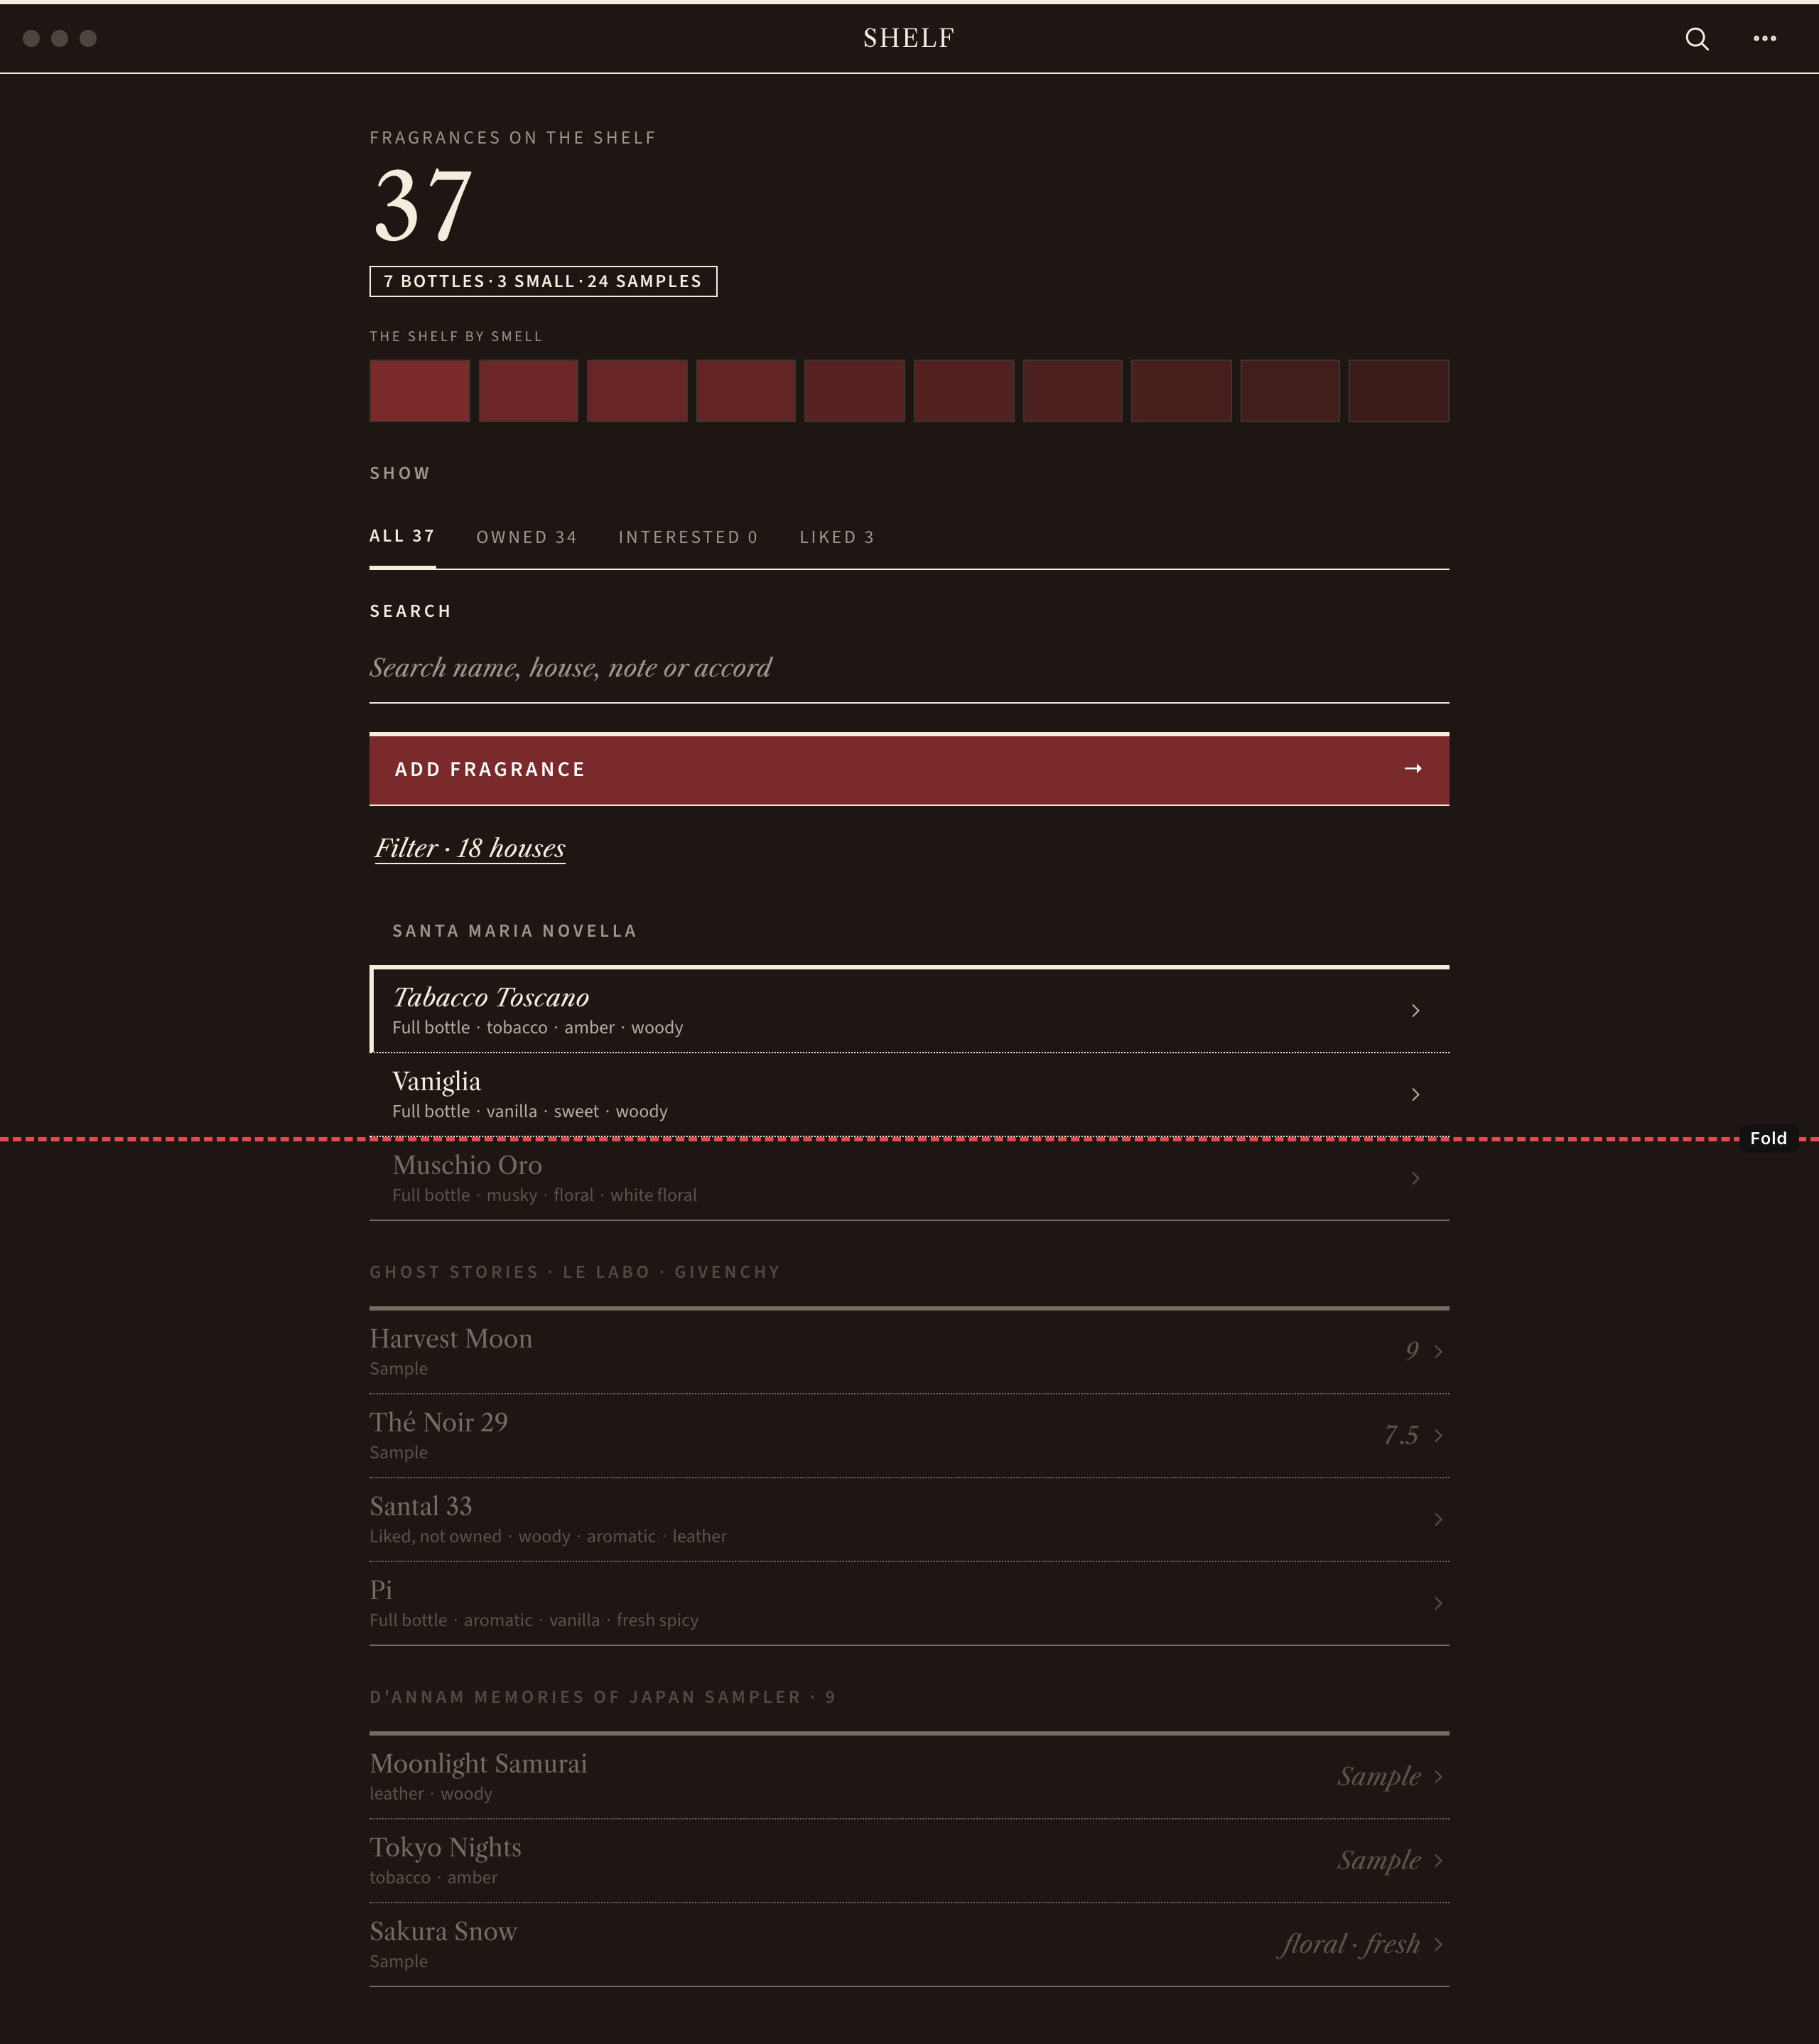 SHELF
FRAGRANCES ON THE SHELF
37
7 BOTTLES·3 SMALL·24 SAMPLES
THE SHELF BY SMELL
SHOW
ALL 37 OWNED 34 INTERESTED 0 LIKED 3
SEARCH
Search name, house, note or accord
ADD FRAGRANCE →
Filter · 18 houses
SANTA MARIA NOVELLA
Tabacco Toscano
Full bottle · tobacco · amber · woody
Vaniglia
Full bottle · vanilla · sweet · woody
Fold
Muschio Oro
Full bottle · musky · floral · white floral
GHOST STORIES · LE LABO · GIVENCHY
Harvest Moon
9
Sample
Thé Noir 29
7.5
Sample
Santal 33
Liked, not owned · woody · aromatic · leather
Pi
Full bottle · aromatic · vanilla · fresh spicy
D'ANNAM MEMORIES OF JAPAN SAMPLER · 9
Moonlight Samurai
Sample
leather · woody
Tokyo Nights
Sample
tobacco · amber
Sakura Snow
floral · fresh
Sample